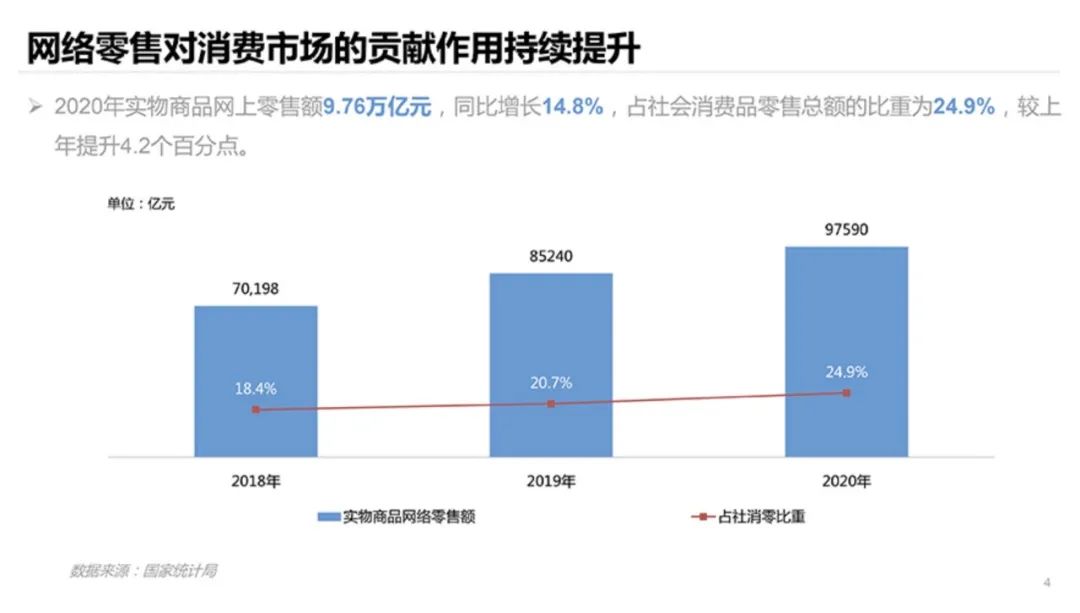 网络零售对消费市场的贡献作用持续提升
➢ 2020年实物商品网上零售额9.76万亿元，同比增长14.8%，占社会消费品零售总额的比重为24.9%，较上
年提升4.2个百分点。
单位：亿元
97590
85240
70,198
24.9%
20.7%
18.4%
2018年 2019年 2020年
实物商品网络零售额 占社消零比重
数据来源：国家统计局
4